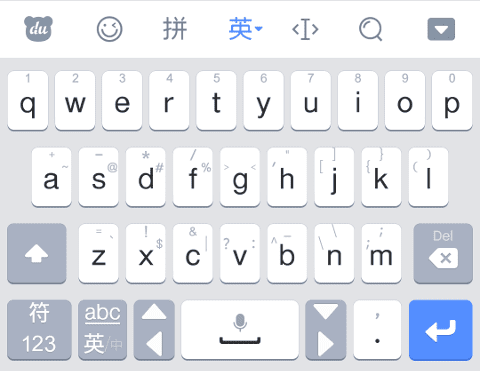 du 拼 英
1 2 3 4 5 6 7 8 9 0
q w e r t y u i o p
+ ~ - @ * # / % > < ' " [ ] { } ( )
a s d f g h j k l
= ` ! $ & | ? : ^ _ \ \ ; ; Del
z x c v b n m
符 abc ,
123 英/中 .